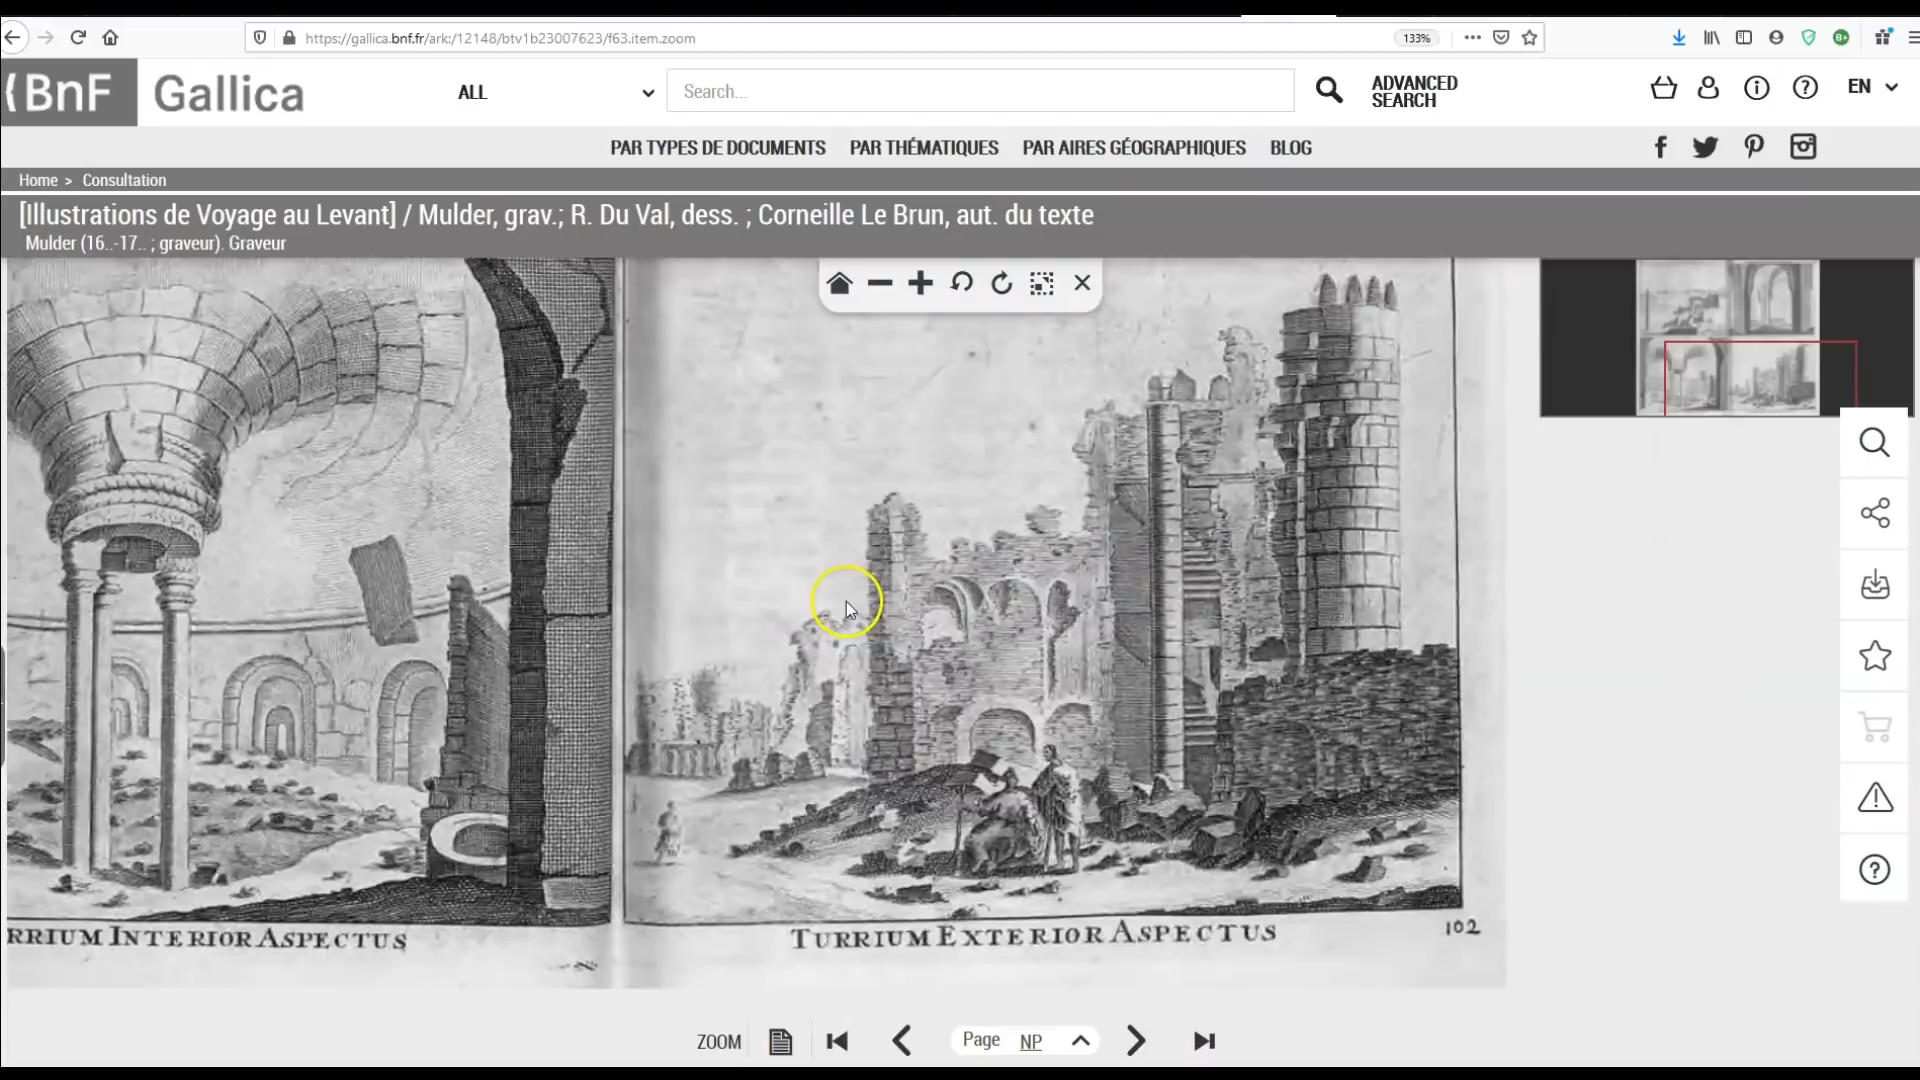 https://gallica.bnf.fr/ark:/12148/btv1b23007623/f63.item.zoom
133%
BnF Gallica
ALL
Search...
ADVANCED
SEARCH
EN
PAR TYPES DE DOCUMENTS
PAR THÉMATIQUES
PAR AIRES GÉOGRAPHIQUES
BLOG
Home > Consultation
[Illustrations de Voyage au Levant] / Mulder, grav.; R. Du Val, dess. ; Corneille Le Brun, aut. du texte
Mulder (16..-17.. ; graveur). Graveur
RRIUM INTERIOR ASPECTUS
TURRIUM EXTERIOR ASPECTUS
102
ZOOM
Page NP